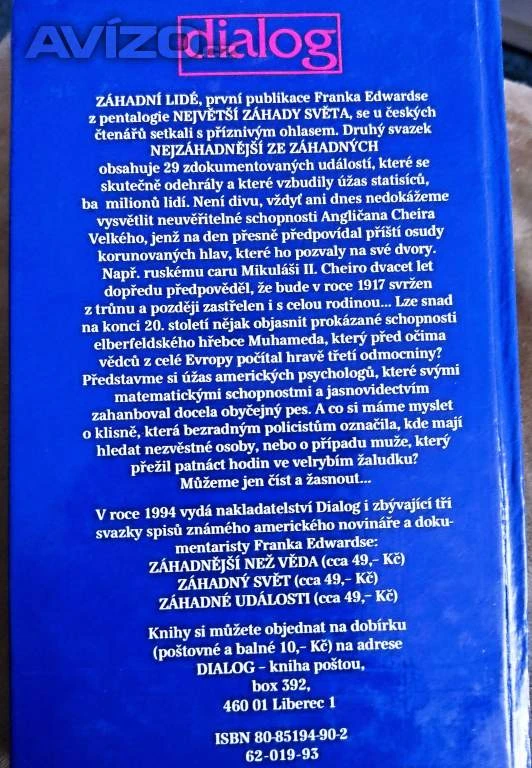 AVÍZO.cz
dialog
ZÁHADNÍ LIDÉ, první publikace Franka Edwardse
z pentalogie NEJVĚTŠÍ ZÁHADY SVĚTA, se u českých
čtenářů setkali s příznivým ohlasem. Druhý svazek
NEJZÁHADNĚJŠÍ ZE ZÁHADNÝCH
obsahuje 29 zdokumentovaných událostí, které se
skutečně odehrály a které vzbudily úžas statisíců,
ba milionů lidí. Není divu, vždyť ani dnes nedokážeme
vysvětlit neuvěřitelné schopnosti Angličana Cheira
Velkého, jenž na den přesně předpovídal příští osudy
korunovaných hlav, které ho pozvaly na své dvory.
Např. ruskému caru Mikuláši II. Cheiro dvacet let
dopředu předpověděl, že bude v roce 1917 svržen
z trůnu a později zastřelen i s celou rodinou... Lze snad
na konci 20. století nějak objasnit prokázané schopnosti
elberfeldského hřebce Muhameda, který před očima
vědců z celé Evropy počítal hravě třetí odmocniny?
Představme si úžas amerických psychologů, které svými
matematickými schopnostmi a jasnovidectvím
zahanboval docela obyčejný pes. A co si máme myslet
o klisně, která bezradným policistům označila, kde mají
hledat nezvěstné osoby, nebo o případu muže, který
přežil patnáct hodin ve velrybím žaludku?
Můžeme jen číst a žasnout...
V roce 1994 vydá nakladatelství Dialog i zbývající tři
svazky spisů známého amerického novináře a doku-
mentaristy Franka Edwardse:
ZÁHADNĚJŠÍ NEŽ VĚDA (cca 49,– Kč)
ZÁHADNÝ SVĚT (cca 49,– Kč)
ZÁHADNÉ UDÁLOSTI (cca 49,– Kč)
Knihy si můžete objednat na dobírku
(poštovné a balné 10,– Kč) na adrese
DIALOG – kniha poštou,
box 392,
460 01 Liberec 1
ISBN 80-85194-90-2
62-019-93